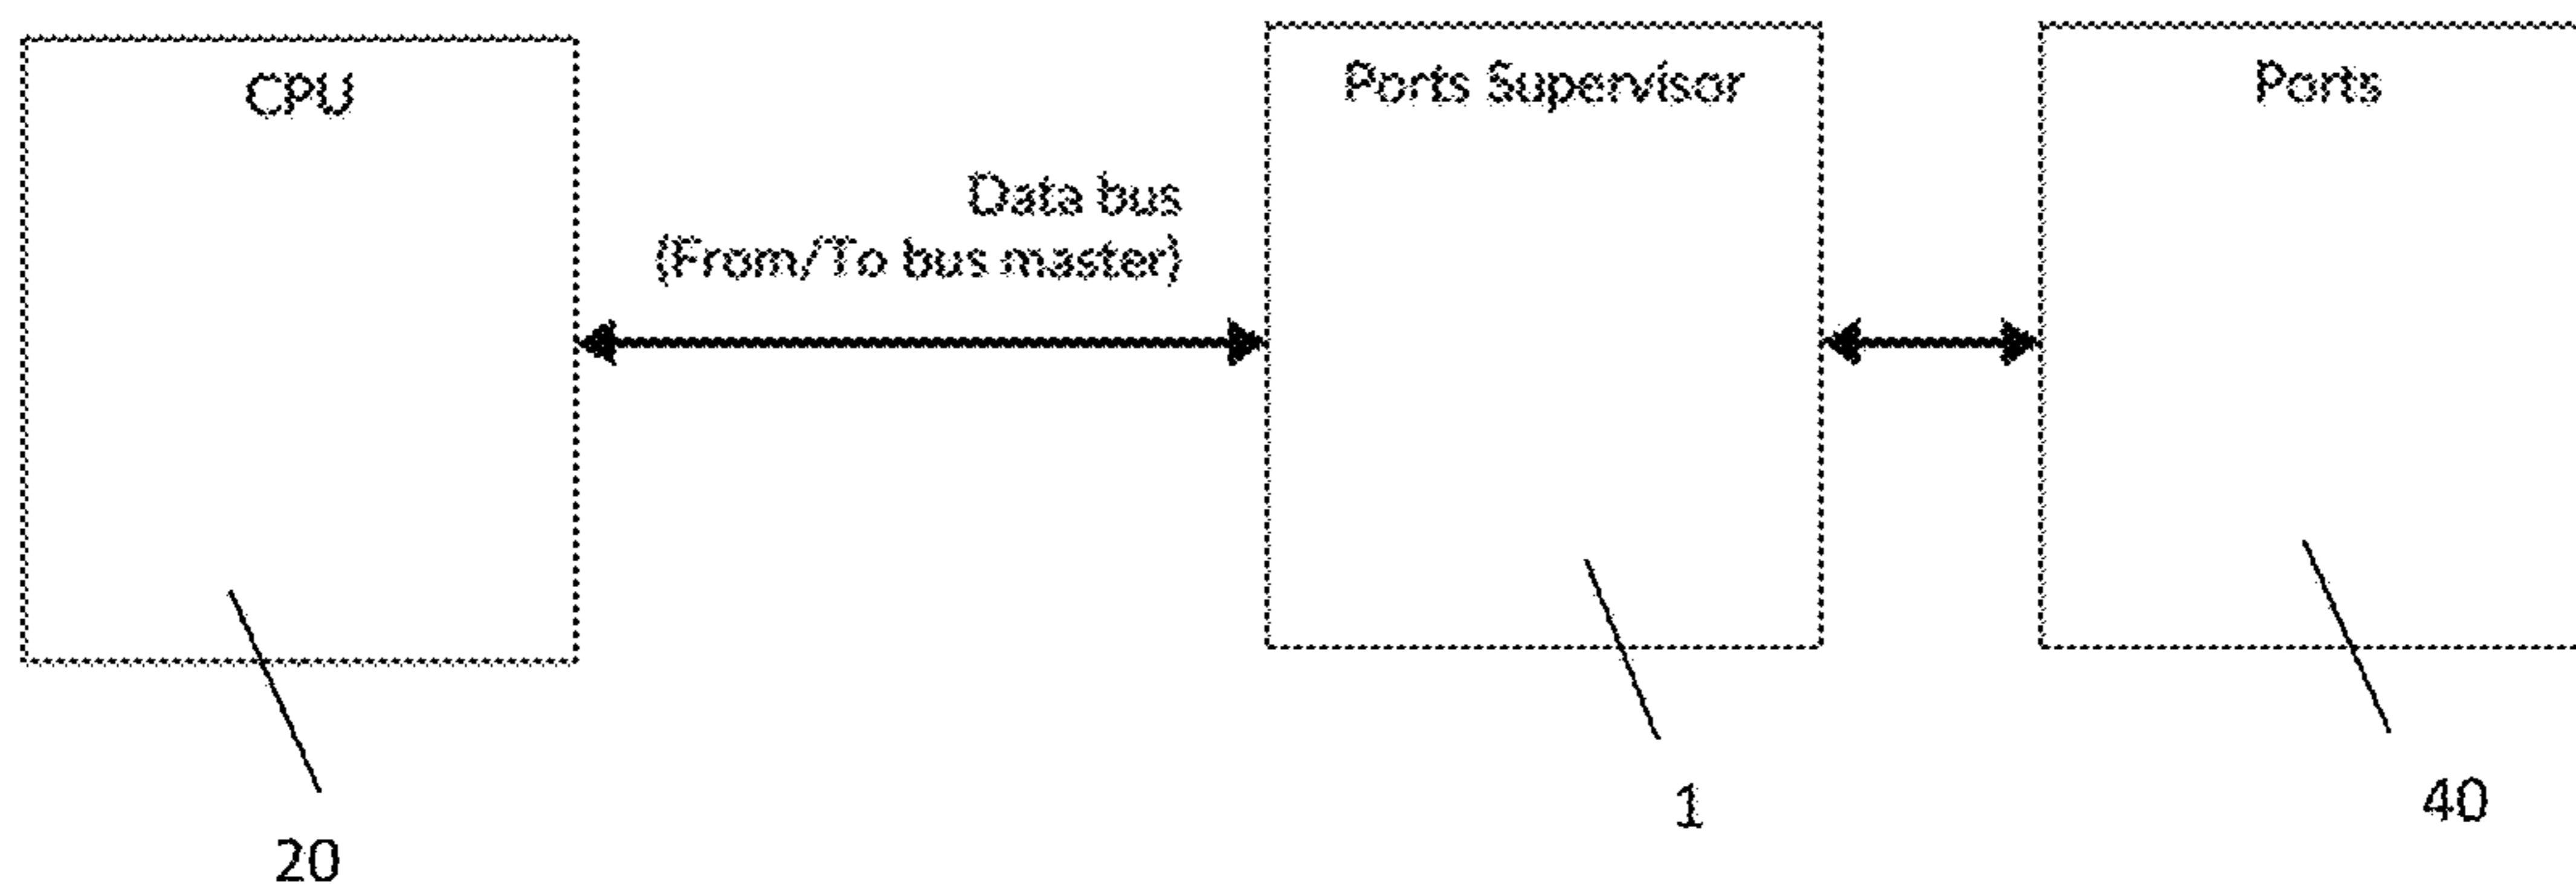 CPU
Data bus
(From/To bus master)
Ports Supervisor
Ports
20
1
40